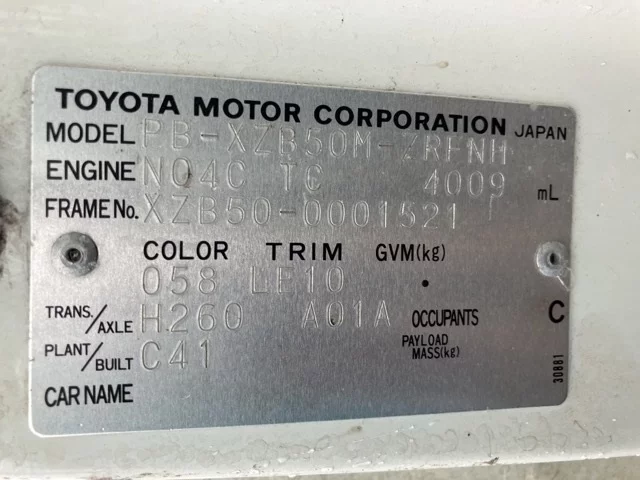 TOYOTA MOTOR CORPORATION JAPAN
MODEL PB-XZB50M-ZRFNH
ENGINE N04C TC 4009 mL
FRAME No. XZB50-0001521
COLOR TRIM GVM(kg)
058 LE10
TRANS./AXLE H260 A01A OCCUPANTS C
PLANT/BUILT C41 PAYLOAD MASS(kg)
CAR NAME
30881